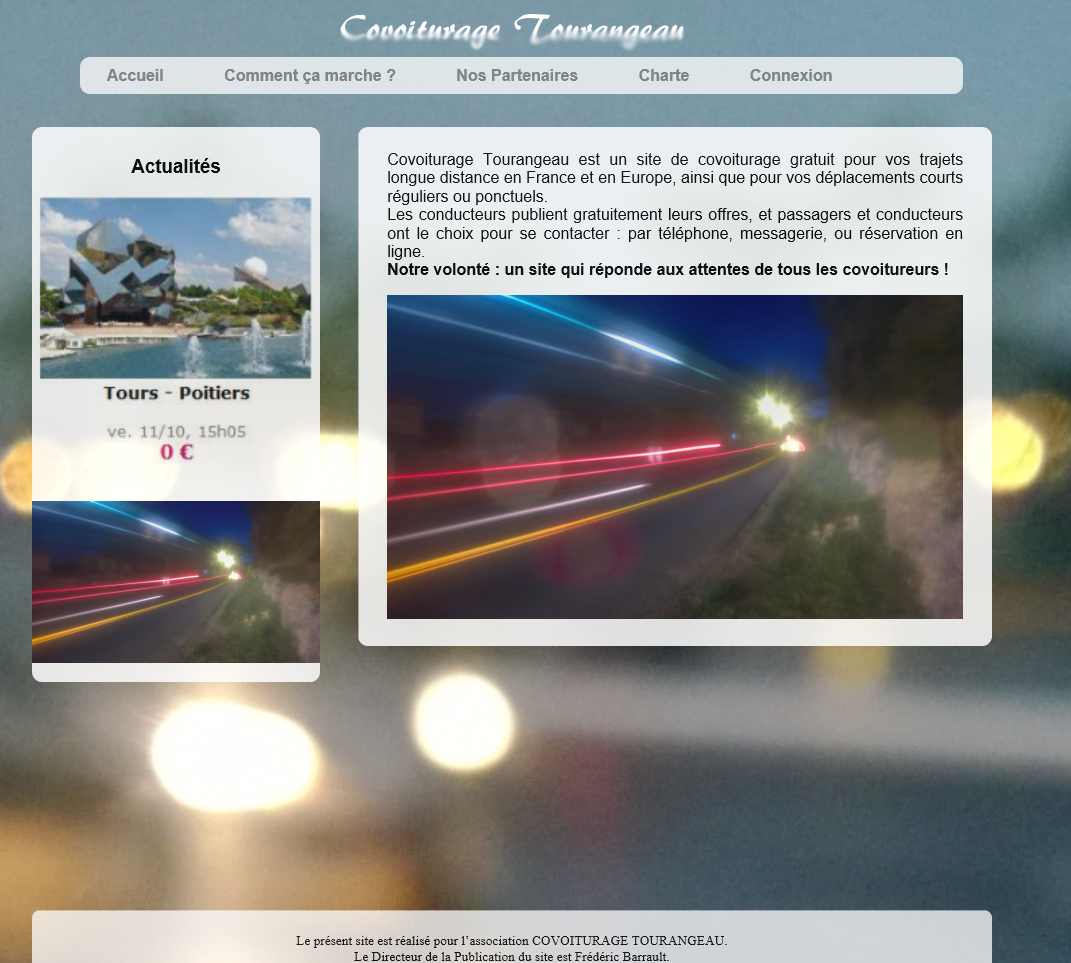 Covoiturage Tourangeau
Accueil Comment ça marche ? Nos Partenaires Charte Connexion
Actualités
Tours - Poitiers
ve. 11/10, 15h05
0 €
Covoiturage Tourangeau est un site de covoiturage gratuit pour vos trajets
longue distance en France et en Europe, ainsi que pour vos déplacements courts
réguliers ou ponctuels.
Les conducteurs publient gratuitement leurs offres, et passagers et conducteurs
ont le choix pour se contacter : par téléphone, messagerie, ou réservation en
ligne.
Notre volonté : un site qui réponde aux attentes de tous les covoitureurs !
Le présent site est réalisé pour l’association COVOITURAGE TOURANGEAU.
Le Directeur de la Publication du site est Frédéric Barrault.